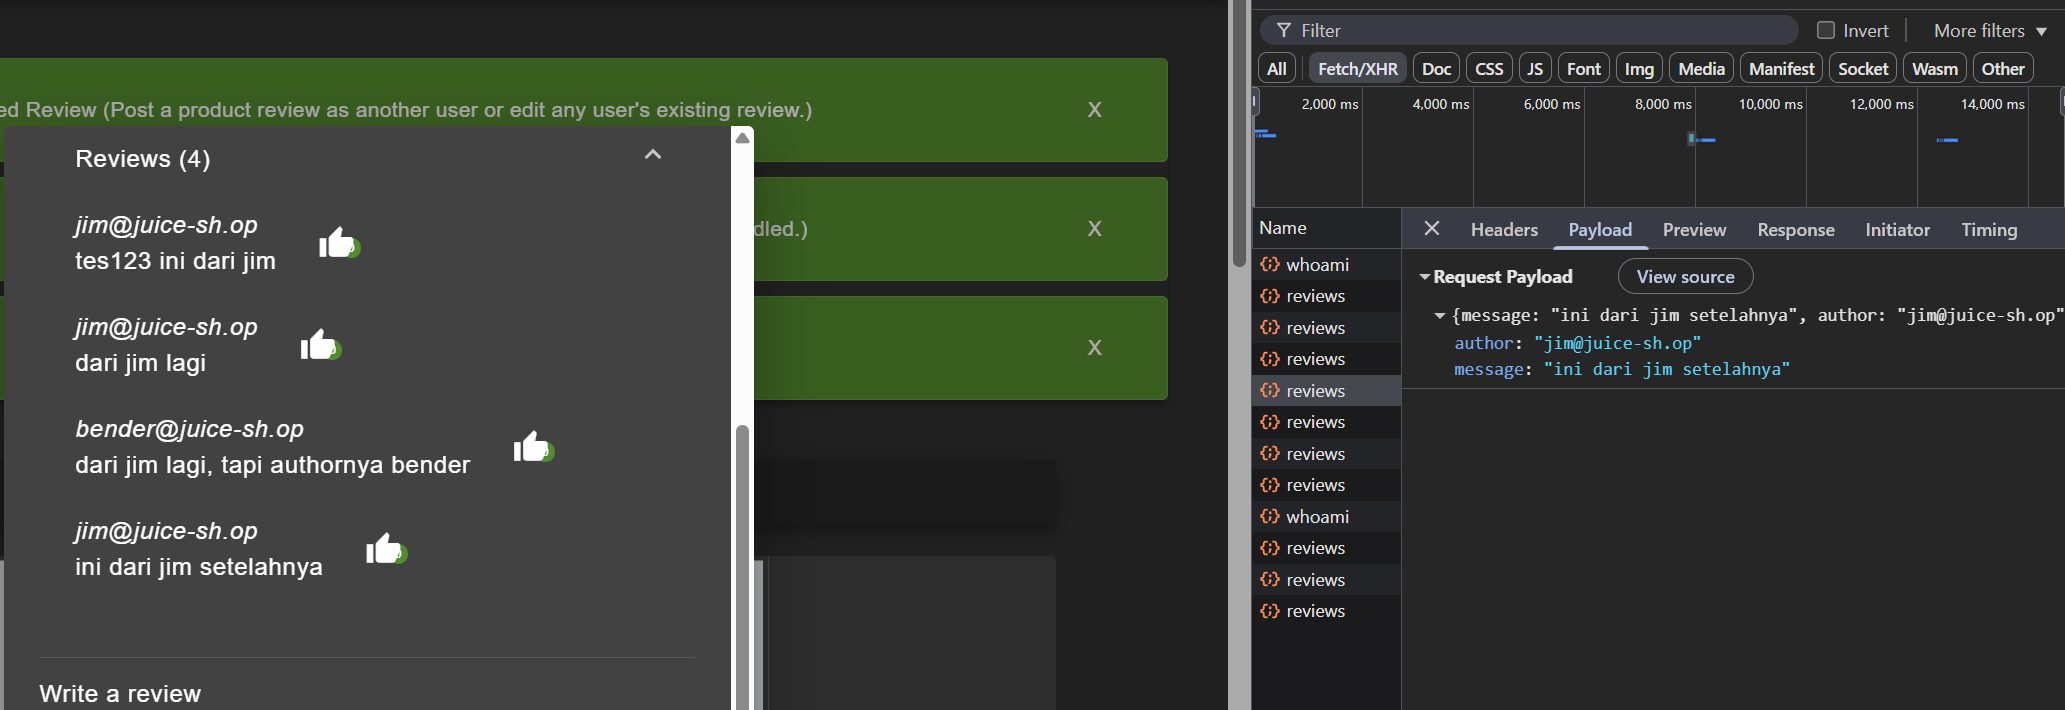 ed Review (Post a product review as another user or edit any user's existing review.)
X
Reviews (4)
jim@juice-sh.op
tes123 ini dari jim
dled.)
X
jim@juice-sh.op
dari jim lagi
X
bender@juice-sh.op
dari jim lagi, tapi authornya bender
jim@juice-sh.op
ini dari jim setelahnya
Write a review
Filter
Invert
More filters
All
Fetch/XHR
Doc
CSS
JS
Font
Img
Media
Manifest
Socket
Wasm
Other
2,000 ms
4,000 ms
6,000 ms
8,000 ms
10,000 ms
12,000 ms
14,000 ms
Name
whoami
reviews
reviews
reviews
reviews
reviews
reviews
reviews
whoami
reviews
reviews
reviews
Headers
Payload
Preview
Response
Initiator
Timing
Request Payload
View source
{message: "ini dari jim setelahnya", author: "jim@juice-sh.op"
author: "jim@juice-sh.op"
message: "ini dari jim setelahnya"